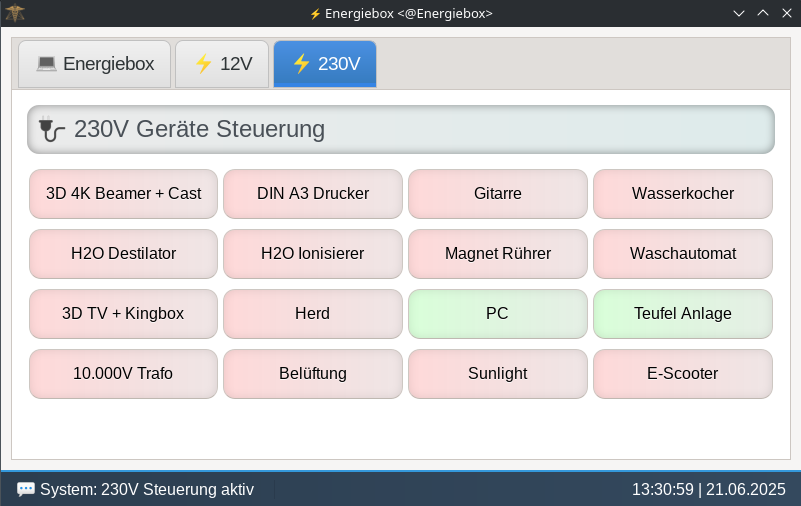 ⚡ Energiebox <@Energiebox>
💻 Energiebox ⚡ 12V ⚡ 230V
230V Geräte Steuerung
3D 4K Beamer + Cast DIN A3 Drucker Gitarre Wasserkocher
H2O Destilator H2O Ionisierer Magnet Rührer Waschautomat
3D TV + Kingbox Herd PC Teufel Anlage
10.000V Trafo Belüftung Sunlight E-Scooter
💬 System: 230V Steuerung aktiv 13:30:59 | 21.06.2025